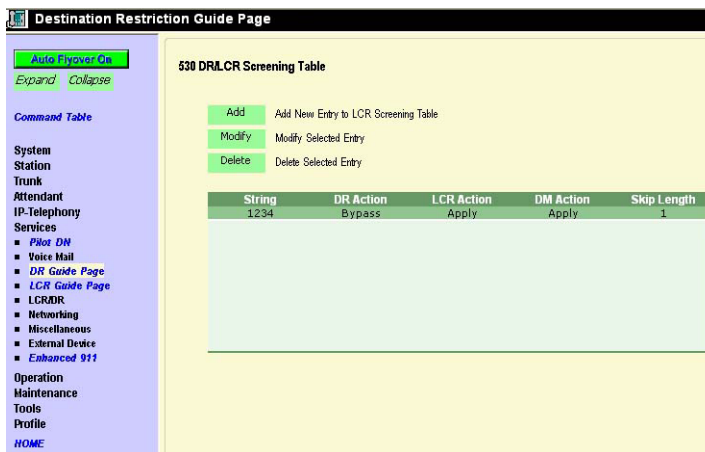 Destination Restriction Guide Page
Auto Flyover On
Expand Collapse
Command Table
System
Station
Trunk
Attendant
IP-Telephony
Services
Pilot DN
Voice Mail
DR Guide Page
LCR Guide Page
LCR/DR
Networking
Miscellaneous
External Device
Enhanced 911
Operation
Maintenance
Tools
Profile
HOME
530 DR/LCR Screening Table
Add Add New Entry to LCR Screening Table
Modify Modify Selected Entry
Delete Delete Selected Entry
String DR Action LCR Action DM Action Skip Length
1234 Bypass Apply Apply 1